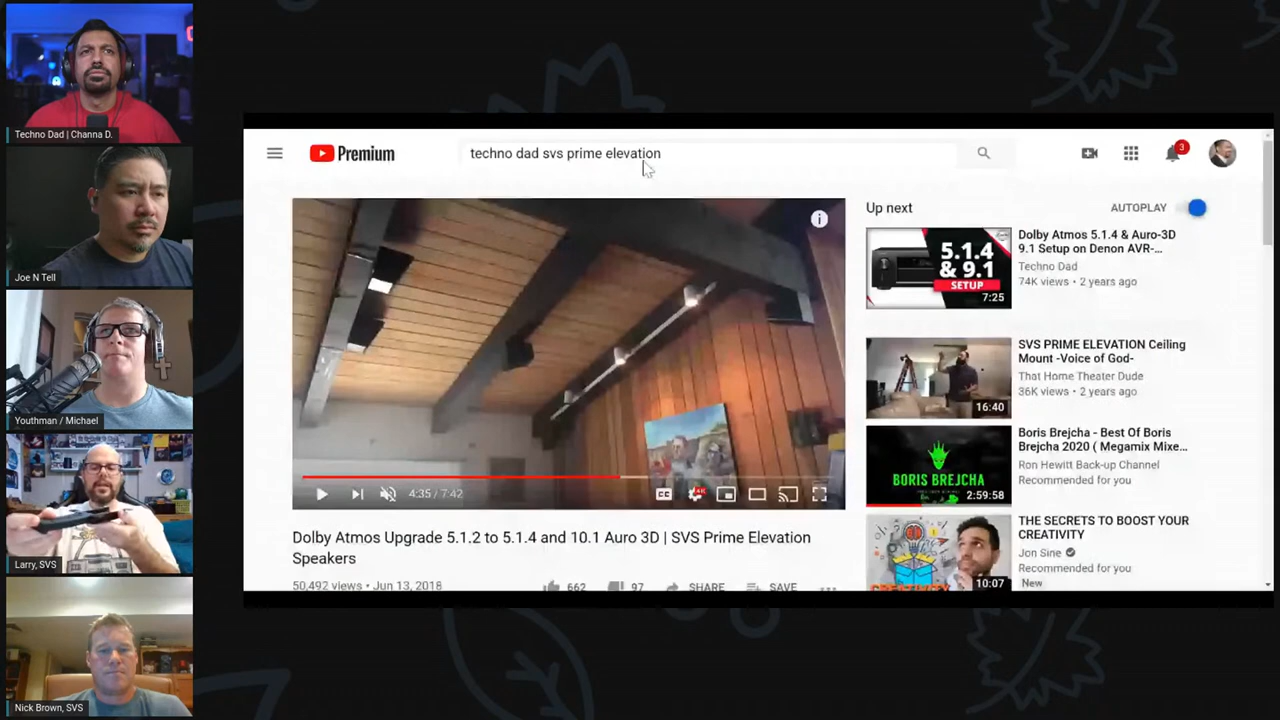 Techno Dad | Channa D.
Joe N Tell
Youthman / Michael
Larry, SVS
Nick Brown, SVS
Premium
techno dad svs prime elevation
3
4:35 / 7:42
CC
4K
Dolby Atmos Upgrade 5.1.2 to 5.1.4 and 10.1 Auro 3D | SVS Prime Elevation
Speakers
50,492 views • Jun 13, 2018
662
97
SHARE
SAVE
Up next
AUTOPLAY
5.1.4
& 9.1
SETUP
7:25
Dolby Atmos 5.1.4 & Auro-3D
9.1 Setup on Denon AVR-...
Techno Dad
74K views • 2 years ago
16:40
SVS PRIME ELEVATION Ceiling
Mount -Voice of God-
That Home Theater Dude
36K views • 2 years ago
BORIS BREJCHA
2:59:58
Boris Brejcha - Best Of Boris
Brejcha 2020 ( Megamix Mixe...
Ron Hewitt Back-up Channel
Recommended for you
10:07
THE SECRETS TO BOOST YOUR
CREATIVITY
Jon Sine
Recommended for you
New